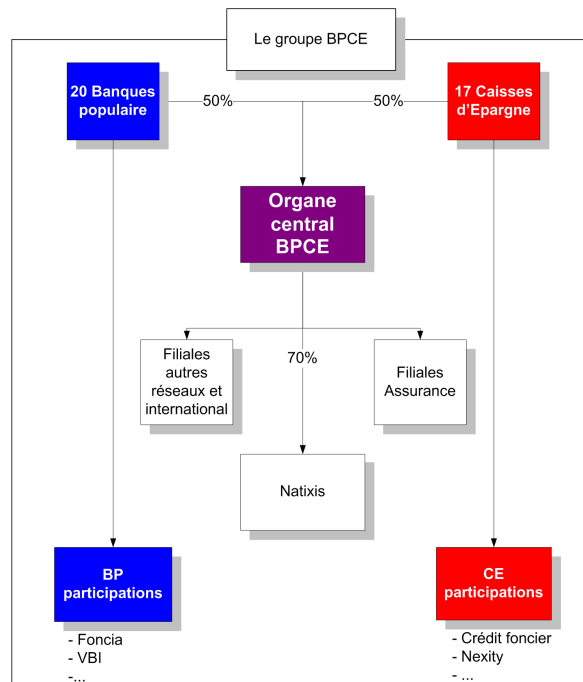 Le groupe BPCE
20 Banques
populaire
50%
50%
17 Caisses
d'Epargne
Organe
central
BPCE
Filiales
autres
réseaux et
international
70%
Filiales
Assurance
Natixis
BP
participations
CE
participations
- Foncia
- VBI
-...
- Crédit foncier
- Nexity
- ...